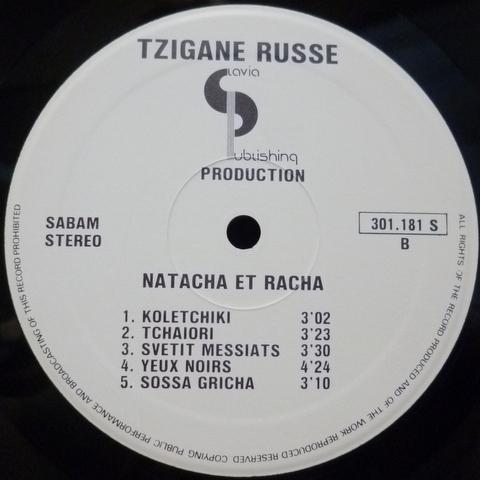 TZIGANE RUSSE
Slavia
Publishing
PRODUCTION
SABAM
STEREO
301.181 S
B
NATACHA ET RACHA
1. KOLETCHIKI 3'02
2. TCHAIORI 3'23
3. SVETIT MESSIATS 3'30
4. YEUX NOIRS 4'24
5. SOSSA GRICHA 3'10
ALL RIGHTS OF THE RECORD PRODUCED AND OF THE WORK REPRODUCED RESERVED COPYING PUBLIC PERFORMANCE AND BROADCASTING OF THIS RECORD PROHIBITED